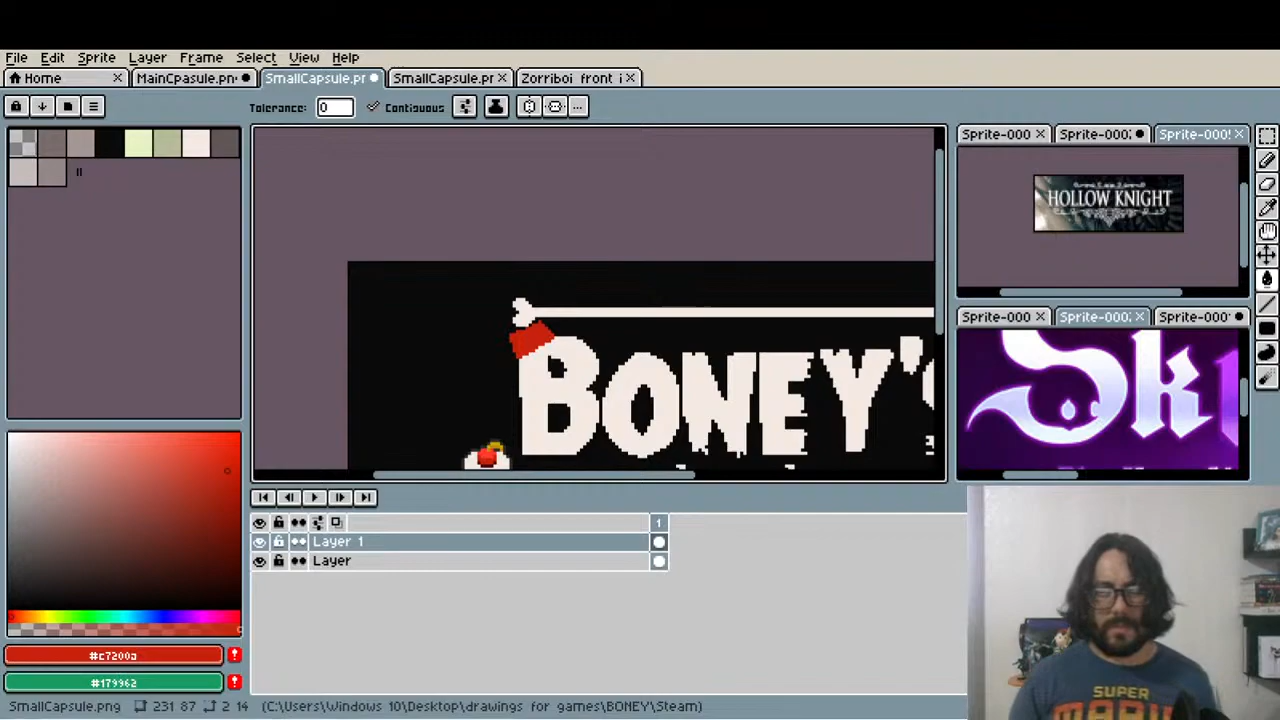 File Edit Sprite Layer Frame Select View Help
Home MainCpasule.pn SmallCapsule.pr SmallCapsule.pr Zorriboi front i
Tolerance: 0 Contiguous
Sprite-000 Sprite-000 Sprite-000
HOLLOW KNIGHT
BONEY'
Sprite-000 Sprite-000 Sprite-000
Sk
1
Layer 1
Layer
#c7200a
#179962
SUPER
SmallCapsule.png 231 87 2 14 (C:\Users\Windows 10\Desktop\drawings for games\BONEY\Steam)